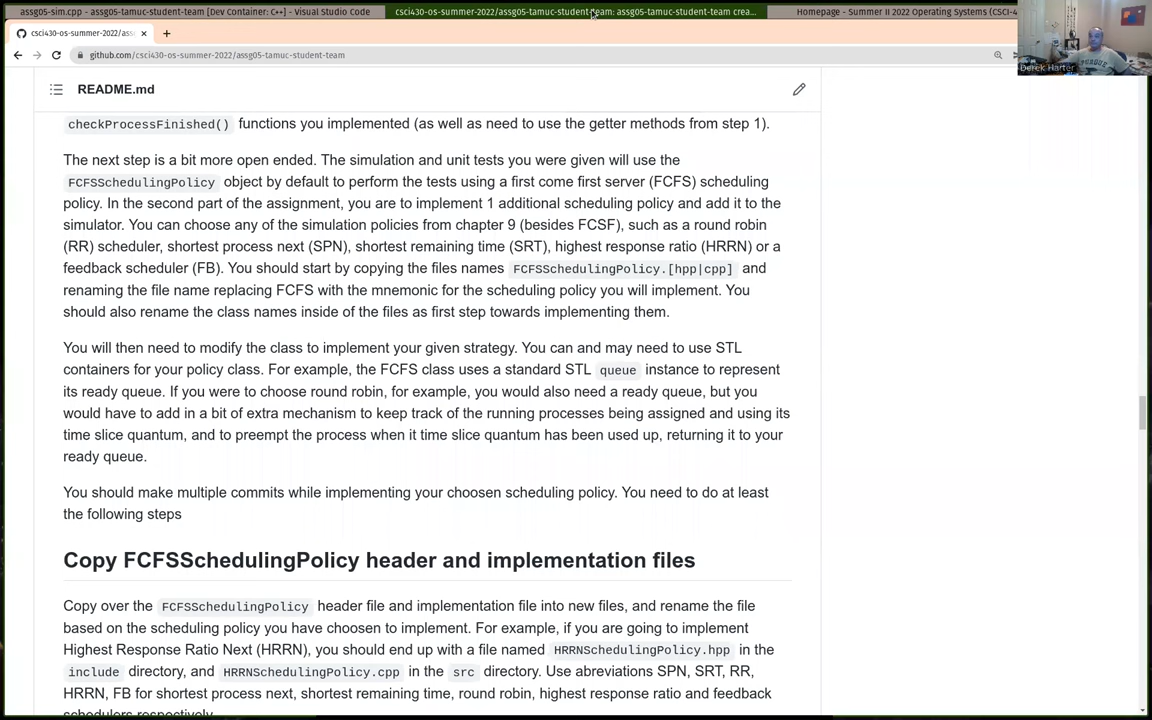 assg05-sim.cpp - assg05-tamuc-student-team [Dev Container: C++] - Visual Studio Code
csci430-os-summer-2022/assg05-tamuc-student-team: assg05-tamuc-student-team crea...
Homepage - Summer II 2022 Operating Systems (CSCI-4
csci430-os-summer-2022/ass
github.com/csci430-os-summer-2022/assg05-tamuc-student-team
Derek Harter
README.md
checkProcessFinished() functions you implemented (as well as need to use the getter methods from step 1).
The next step is a bit more open ended. The simulation and unit tests you were given will use the
FCFSSchedulingPolicy object by default to perform the tests using a first come first server (FCFS) scheduling
policy. In the second part of the assignment, you are to implement 1 additional scheduling policy and add it to the
simulator. You can choose any of the simulation policies from chapter 9 (besides FCSF), such as a round robin
(RR) scheduler, shortest process next (SPN), shortest remaining time (SRT), highest response ratio (HRRN) or a
feedback scheduler (FB). You should start by copying the files names FCFSSchedulingPolicy.[hpp|cpp] and
renaming the file name replacing FCFS with the mnemonic for the scheduling policy you will implement. You
should also rename the class names inside of the files as first step towards implementing them.
You will then need to modify the class to implement your given strategy. You can and may need to use STL
containers for your policy class. For example, the FCFS class uses a standard STL queue instance to represent
its ready queue. If you were to choose round robin, for example, you would also need a ready queue, but you
would have to add in a bit of extra mechanism to keep track of the running processes being assigned and using its
time slice quantum, and to preempt the process when it time slice quantum has been used up, returning it to your
ready queue.
You should make multiple commits while implementing your choosen scheduling policy. You need to do at least
the following steps
Copy FCFSSchedulingPolicy header and implementation files
Copy over the FCFSSchedulingPolicy header file and implementation file into new files, and rename the file
based on the scheduling policy you have choosen to implement. For example, if you are going to implement
Highest Response Ratio Next (HRRN), you should end up with a file named HRRNSchedulingPolicy.hpp in the
include directory, and HRRNSchedulingPolicy.cpp in the src directory. Use abreviations SPN, SRT, RR,
HRRN, FB for shortest process next, shortest remaining time, round robin, highest response ratio and feedback
schedulers respectively.